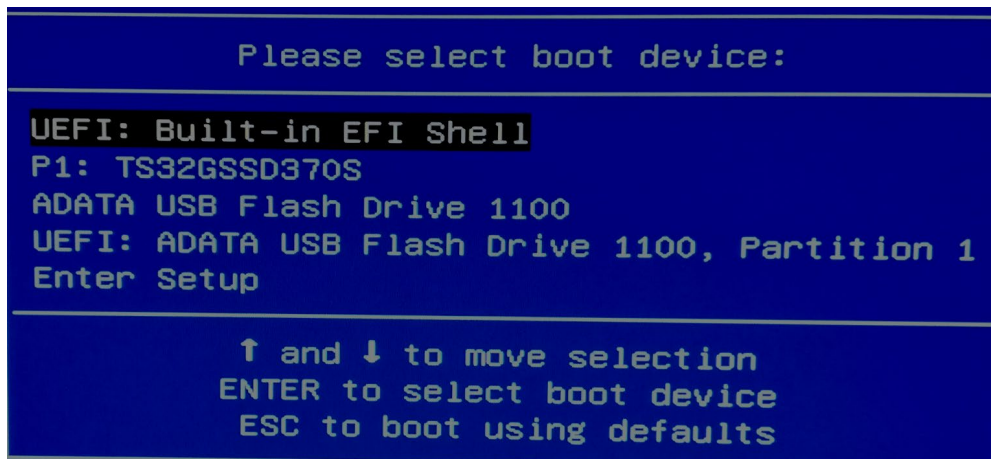 Please select boot device:
UEFI: Built-in EFI Shell
P1: TS32GSSD370S
ADATA USB Flash Drive 1100
UEFI: ADATA USB Flash Drive 1100, Partition 1
Enter Setup
↑ and ↓ to move selection
ENTER to select boot device
ESC to boot using defaults